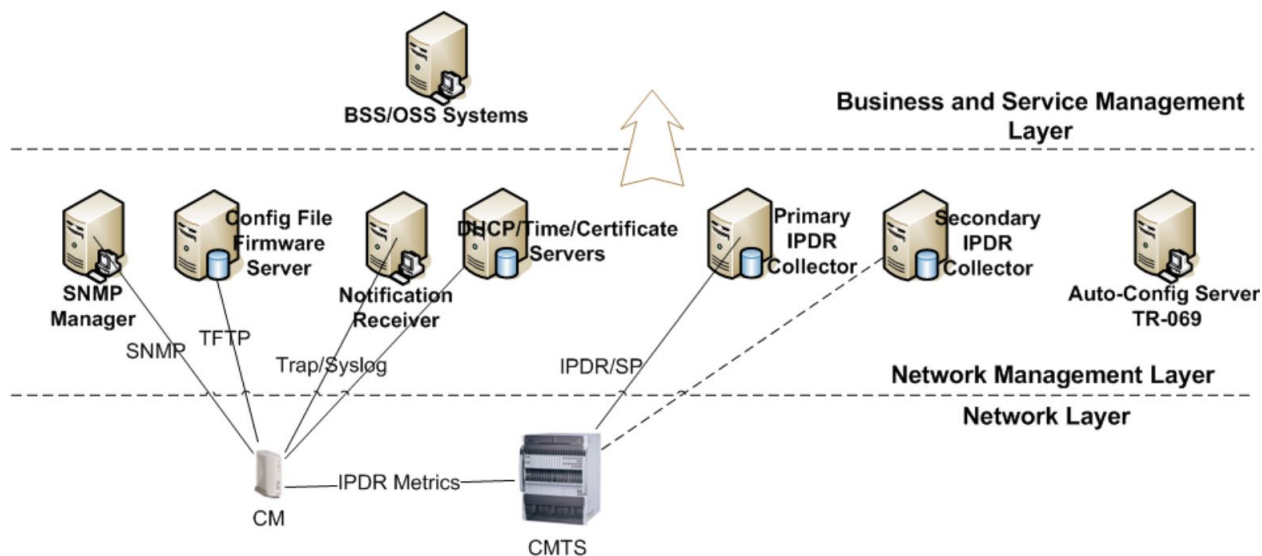 BSS/OSS Systems
Business and Service Management
Layer
SNMP
Manager
Config File
Firmware
Server
Notification
Receiver
DHCP/Time/Certificate
Servers
Primary
IPDR
Collector
Secondary
IPDR
Collector
Auto-Config Server
TR-069
SNMP
TFTP
Trap/Syslog
IPDR/SP
Network Management Layer
Network Layer
CM
IPDR Metrics
CMTS